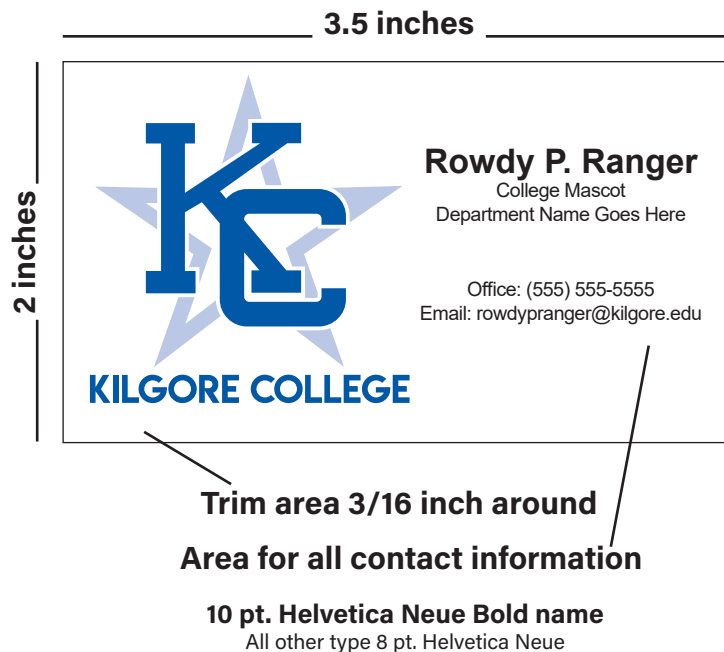 3.5 inches
2 inches
KC
KILGORE COLLEGE
Rowdy P. Ranger
College Mascot
Department Name Goes Here
Office: (555) 555-5555
Email: rowdypranger@kilgore.edu
Trim area 3/16 inch around
Area for all contact information
10 pt. Helvetica Neue Bold name
All other type 8 pt. Helvetica Neue